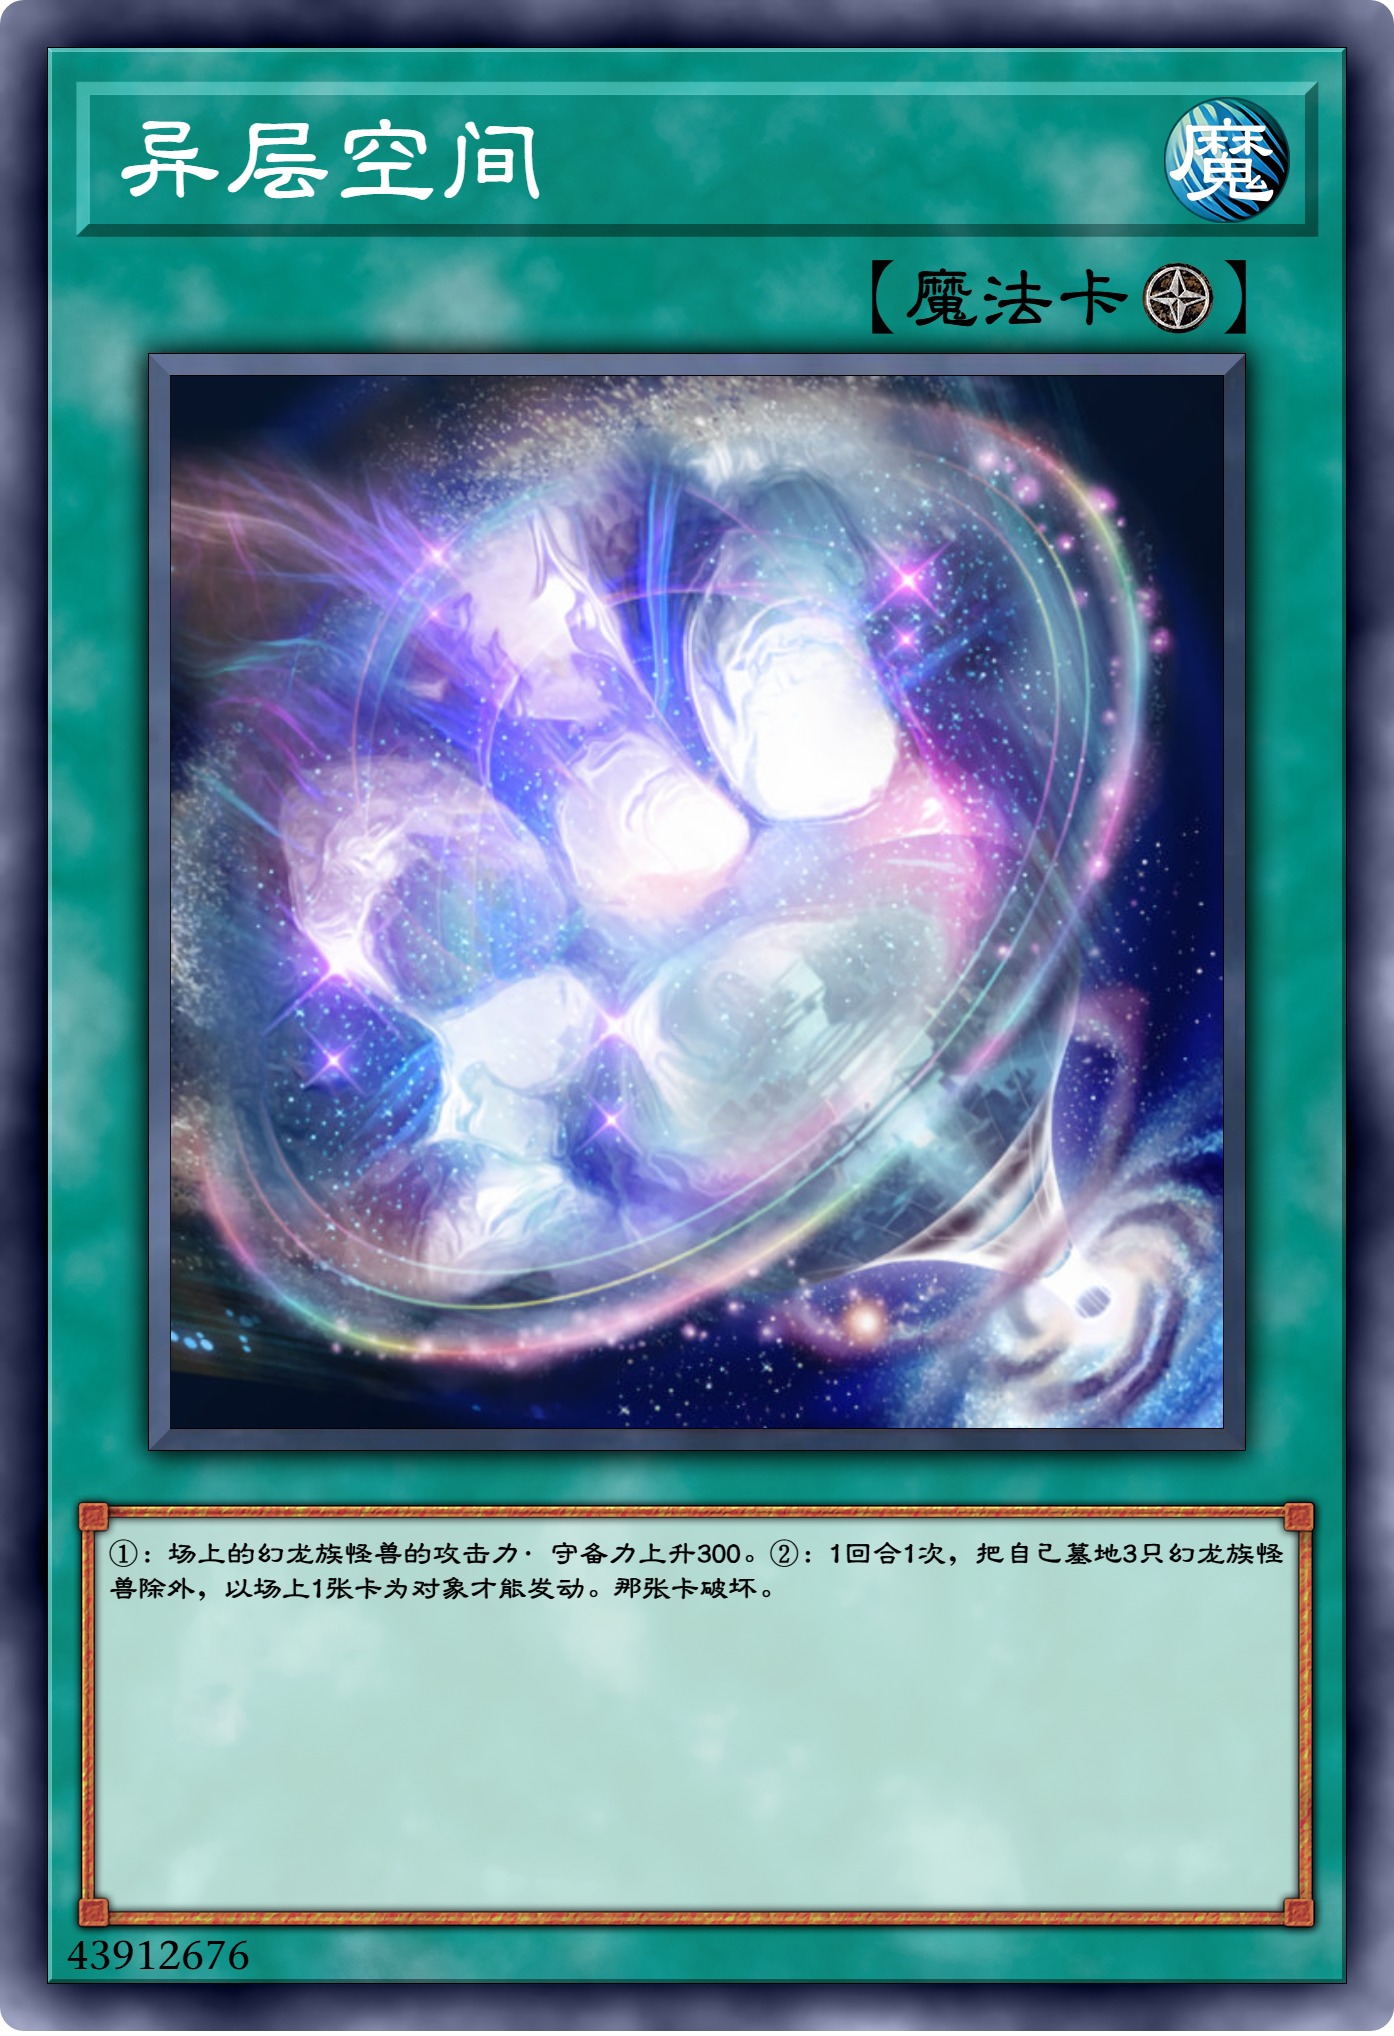 异层空间
魔
【魔法卡】
①：场上的幻龙族怪兽的攻击力·守备力上升300。②：1回合1次，把自己墓地3只幻龙族怪
兽除外，以场上1张卡为对象才能发动。那张卡破坏。
43912676